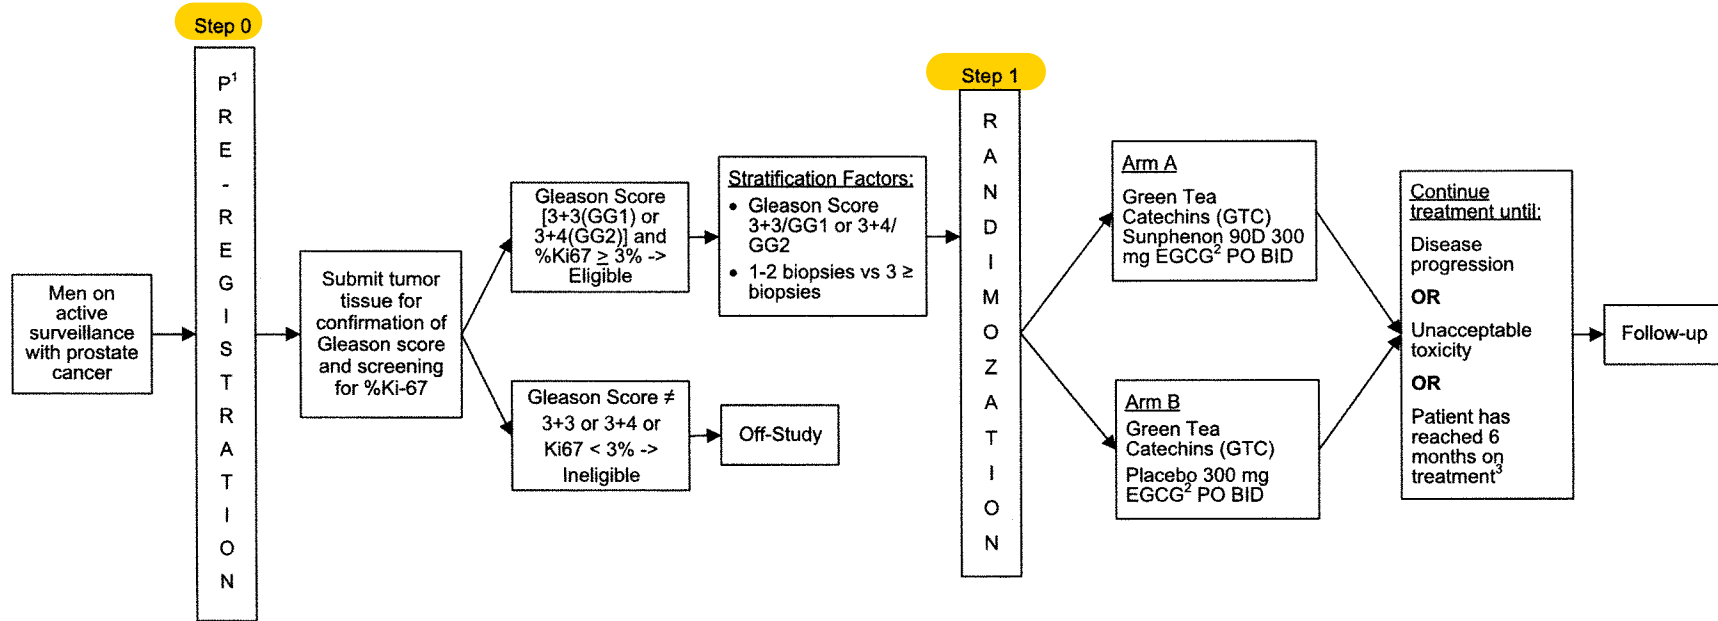 Step 0
P1
R
E
-
R
E
G
I
S
T
R
A
T
I
O
N
Men on
active
surveillance
with prostate
cancer
Submit tumor
tissue for
confirmation of
Gleason score
and screening
for %Ki-67
Gleason Score
[3+3(GG1) or
3+4(GG2)] and
%Ki67 ≥ 3% ->
Eligible
Gleason Score ≠
3+3 or 3+4 or
Ki67 < 3% ->
Ineligible
Off-Study
Stratification Factors:
• Gleason Score
3+3/GG1 or 3+4/
GG2
• 1-2 biopsies vs 3 ≥
biopsies
Step 1
R
A
N
D
I
M
O
Z
A
T
I
O
N
Arm A
Green Tea
Catechins (GTC)
Sunphenon 90D 300
mg EGCG2 PO BID
Arm B
Green Tea
Catechins (GTC)
Placebo 300 mg
EGCG2 PO BID
Continue
treatment until:
Disease
progression
OR
Unacceptable
toxicity
OR
Patient has
reached 6
months on
treatment3
Follow-up